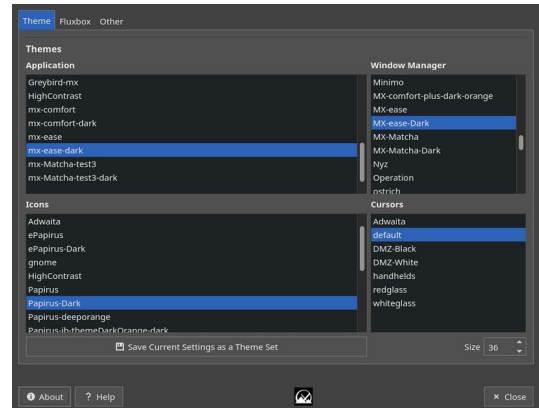 Theme Fluxbox Other
Themes
Application
Greybird-mx
HighContrast
mx-comfort
mx-comfort-dark
mx-ease
mx-ease-dark
mx-Matcha-test3
mx-Matcha-test3-dark
Window Manager
Minimo
MX-comfort-plus-dark-orange
MX-ease
MX-ease-Dark
MX-Matcha
MX-Matcha-Dark
Nyz
Operation
ostrich
Icons
Adwaita
ePapirus
ePapirus-Dark
gnome
HighContrast
Papirus
Papirus-Dark
Papirus-deeporange
Papirus-jb-themeDarkOrange-dark
Cursors
Adwaita
default
DMZ-Black
DMZ-White
handhelds
redglass
whiteglass
Save Current Settings as a Theme Set
Size 36
About ? Help
Close